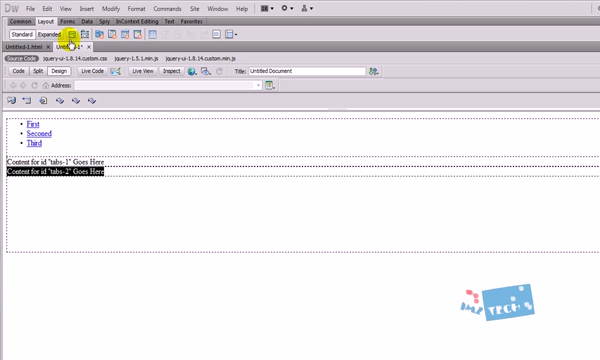 DW File Edit View Insert Modify Format Commands Site Window Help
Common Layout Forms Data Spry InContext Editing Text Favorites
Standard Expanded
Untitled-1.html
Source Code jquery-ui-1.8.14.custom.css jquery-1.5.1.min.js jquery-ui-1.8.14.custom.min.js
Code Split Design Live Code Live View Inspect Title: Untitled Document
Address:
First
Seconed
Third
Content for id "tabs-1" Goes Here
Content for id "tabs-2" Goes Here
TECH